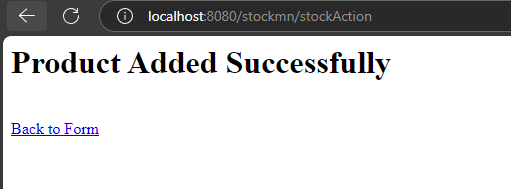 localhost:8080/stockmn/stockAction
Product Added Successfully
Back to Form